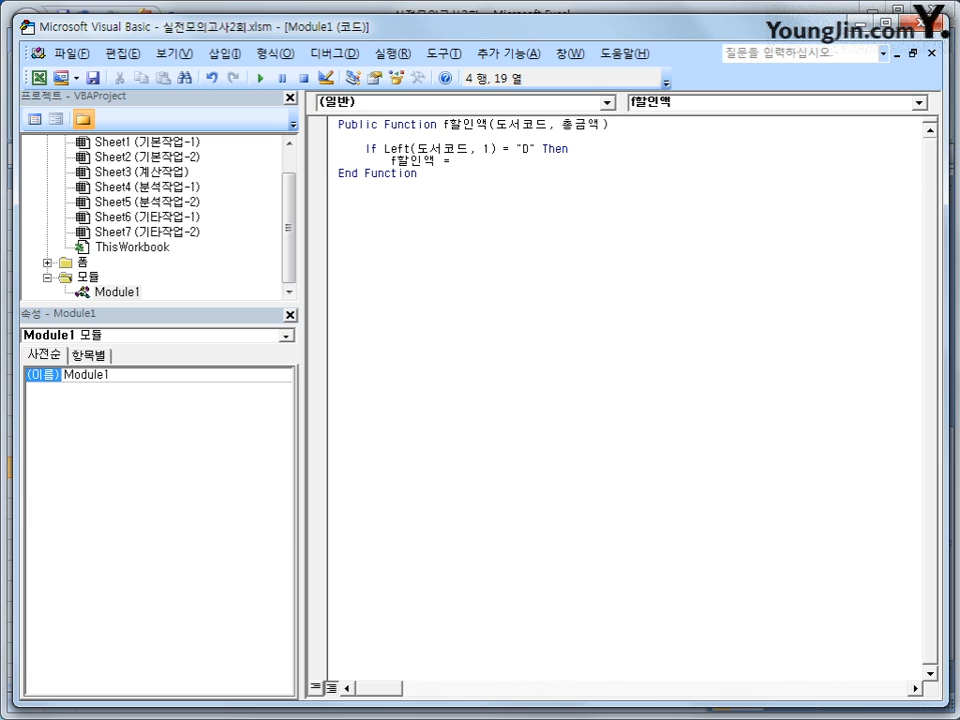 Microsoft Visual Basic - 실전모의고사2회.xlsm - [Module1 (코드)]
Youngjin.com Y.
파일(F) 편집(E) 보기(V) 삽입(I) 형식(O) 디버그(D) 실행(R) 도구(T) 추가 기능(A) 창(W) 도움말(H)
질문을 입력하십시오.
4 행, 19 열
프로젝트 - VBAProject
(일반)
f할인액
Sheet1 (기본작업-1)
Sheet2 (기본작업-2)
Sheet3 (계산작업)
Sheet4 (분석작업-1)
Sheet5 (분석작업-2)
Sheet6 (기타작업-1)
Sheet7 (기타작업-2)
ThisWorkbook
폼
모듈
Module1
Public Function f할인액(도서코드, 총금액)
If Left(도서코드, 1) = "D" Then
f할인액 =
End Function
속성 - Module1
Module1 모듈
사전순 항목별
(이름) Module1